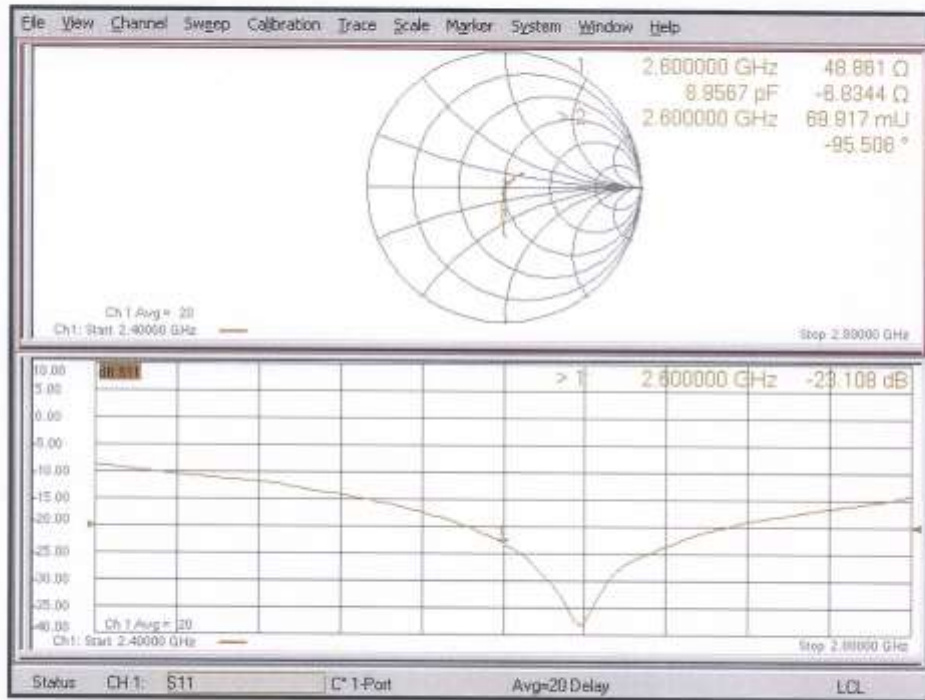 File View Channel Sweep Calibration Trace Scale Marker System Window Help
2.600000 GHz 48.861 Ω
8.9567 pF -6.8344 Ω
2.600000 GHz 69.917 mU
-95.506 °
> 2
Ch 1 Avg = 20
Ch1: Start 2.40000 GHz
Stop 2.80000 GHz
10.00 dB S11
5.00
0.00
-5.00
-10.00
-15.00
-20.00
-25.00
-30.00
-35.00
-40.00
> 1 2.600000 GHz -23.108 dB
1
Ch 1 Avg = 20
Ch1: Start 2.40000 GHz
Stop 2.80000 GHz
Status CH 1: S11 C* 1-Port Avg=20 Delay LCL